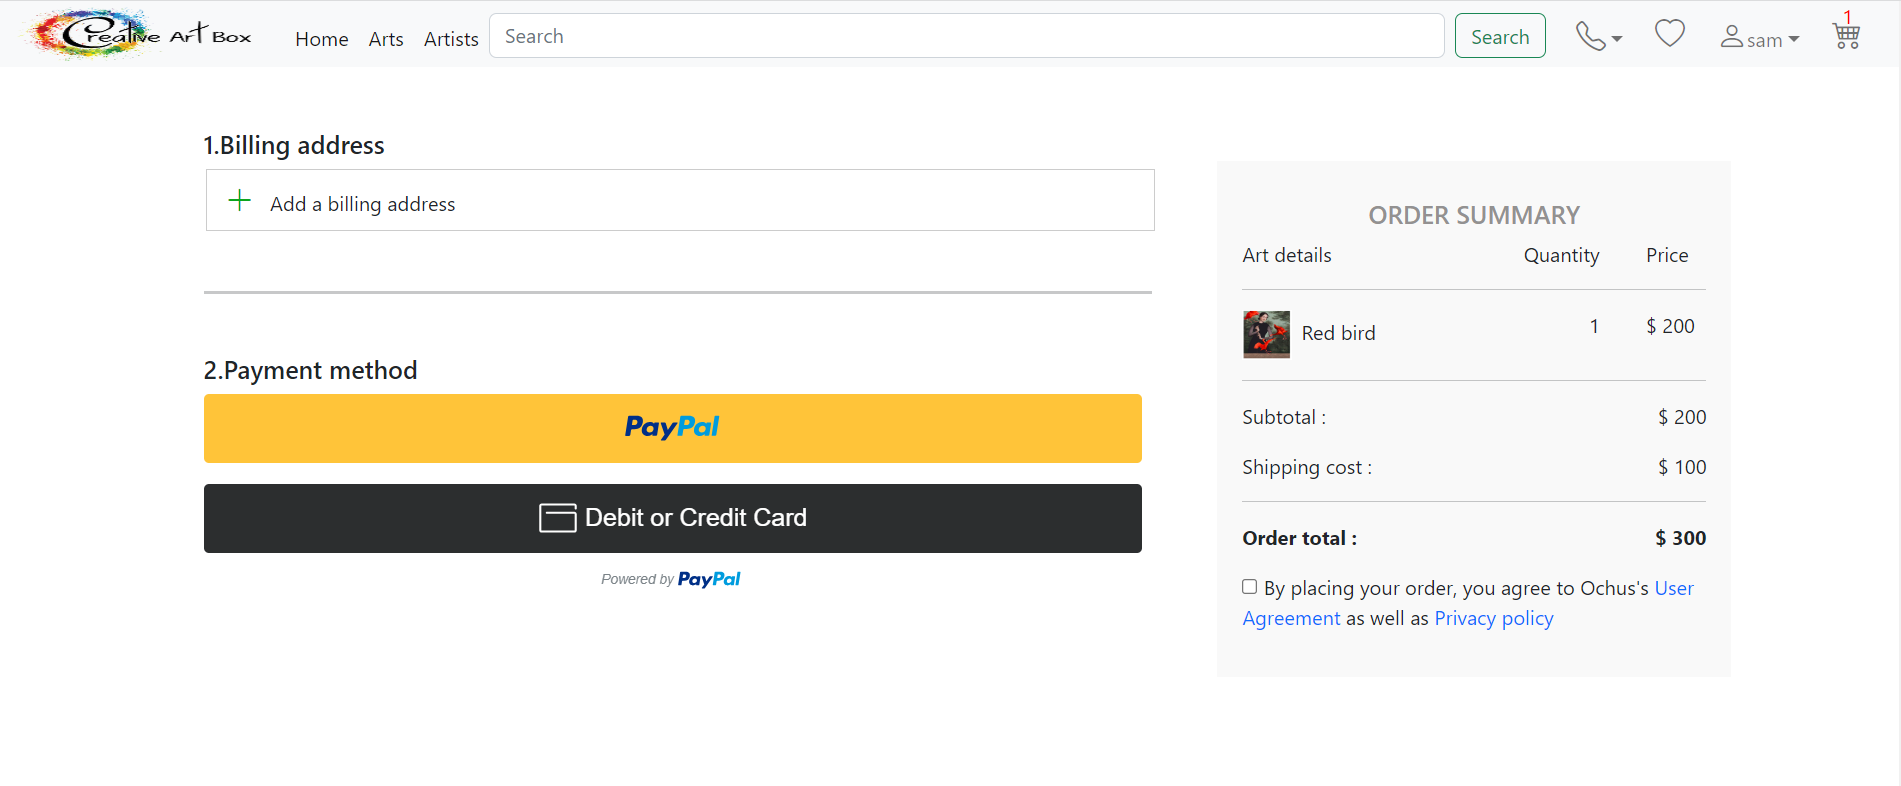 Creative Art Box
Home Arts Artists Search Search sam 1
1.Billing address
Add a billing address
2.Payment method
PayPal
Debit or Credit Card
Powered by PayPal
ORDER SUMMARY
Art details Quantity Price
Red bird 1 $ 200
Subtotal : $ 200
Shipping cost : $ 100
Order total : $ 300
By placing your order, you agree to Ochus's User
Agreement as well as Privacy policy